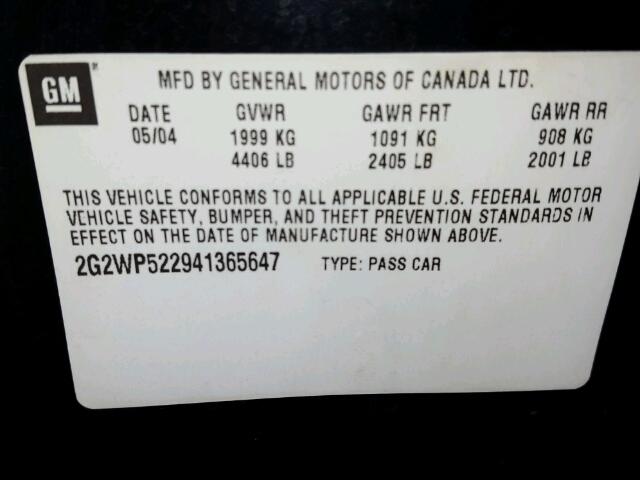 GM
MFD BY GENERAL MOTORS OF CANADA LTD.
DATE GVWR GAWR FRT GAWR RR
05/04 1999 KG 1091 KG 908 KG
4406 LB 2405 LB 2001 LB
THIS VEHICLE CONFORMS TO ALL APPLICABLE U.S. FEDERAL MOTOR
VEHICLE SAFETY, BUMPER, AND THEFT PREVENTION STANDARDS IN
EFFECT ON THE DATE OF MANUFACTURE SHOWN ABOVE.
2G2WP522941365647 TYPE: PASS CAR